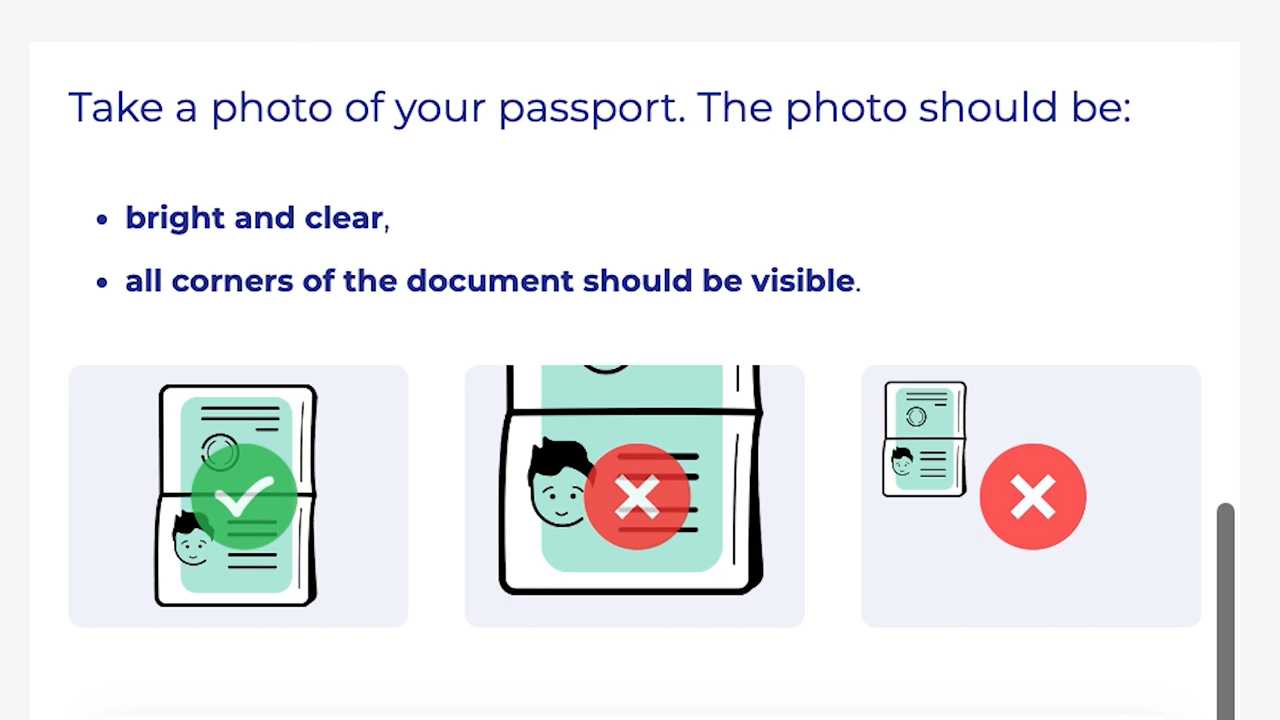 Take a photo of your passport. The photo should be:
bright and clear,
all corners of the document should be visible.